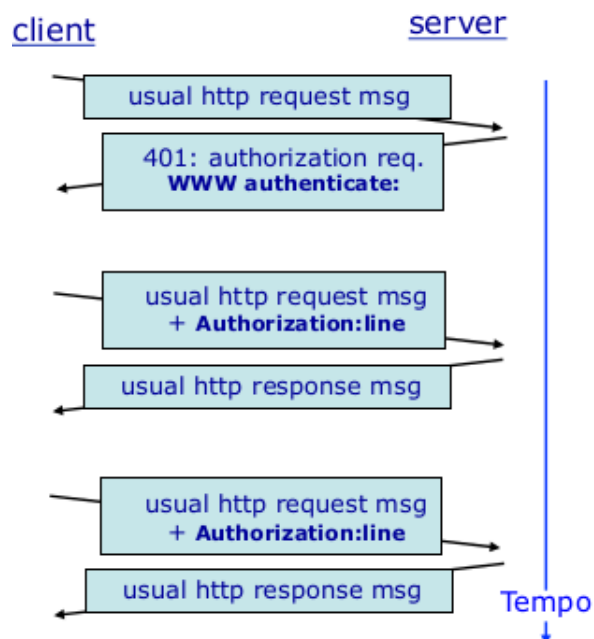 client
server
usual http request msg
401: authorization req.
WWW authenticate:
usual http request msg
+ Authorization:line
usual http response msg
usual http request msg
+ Authorization:line
usual http response msg
Tempo